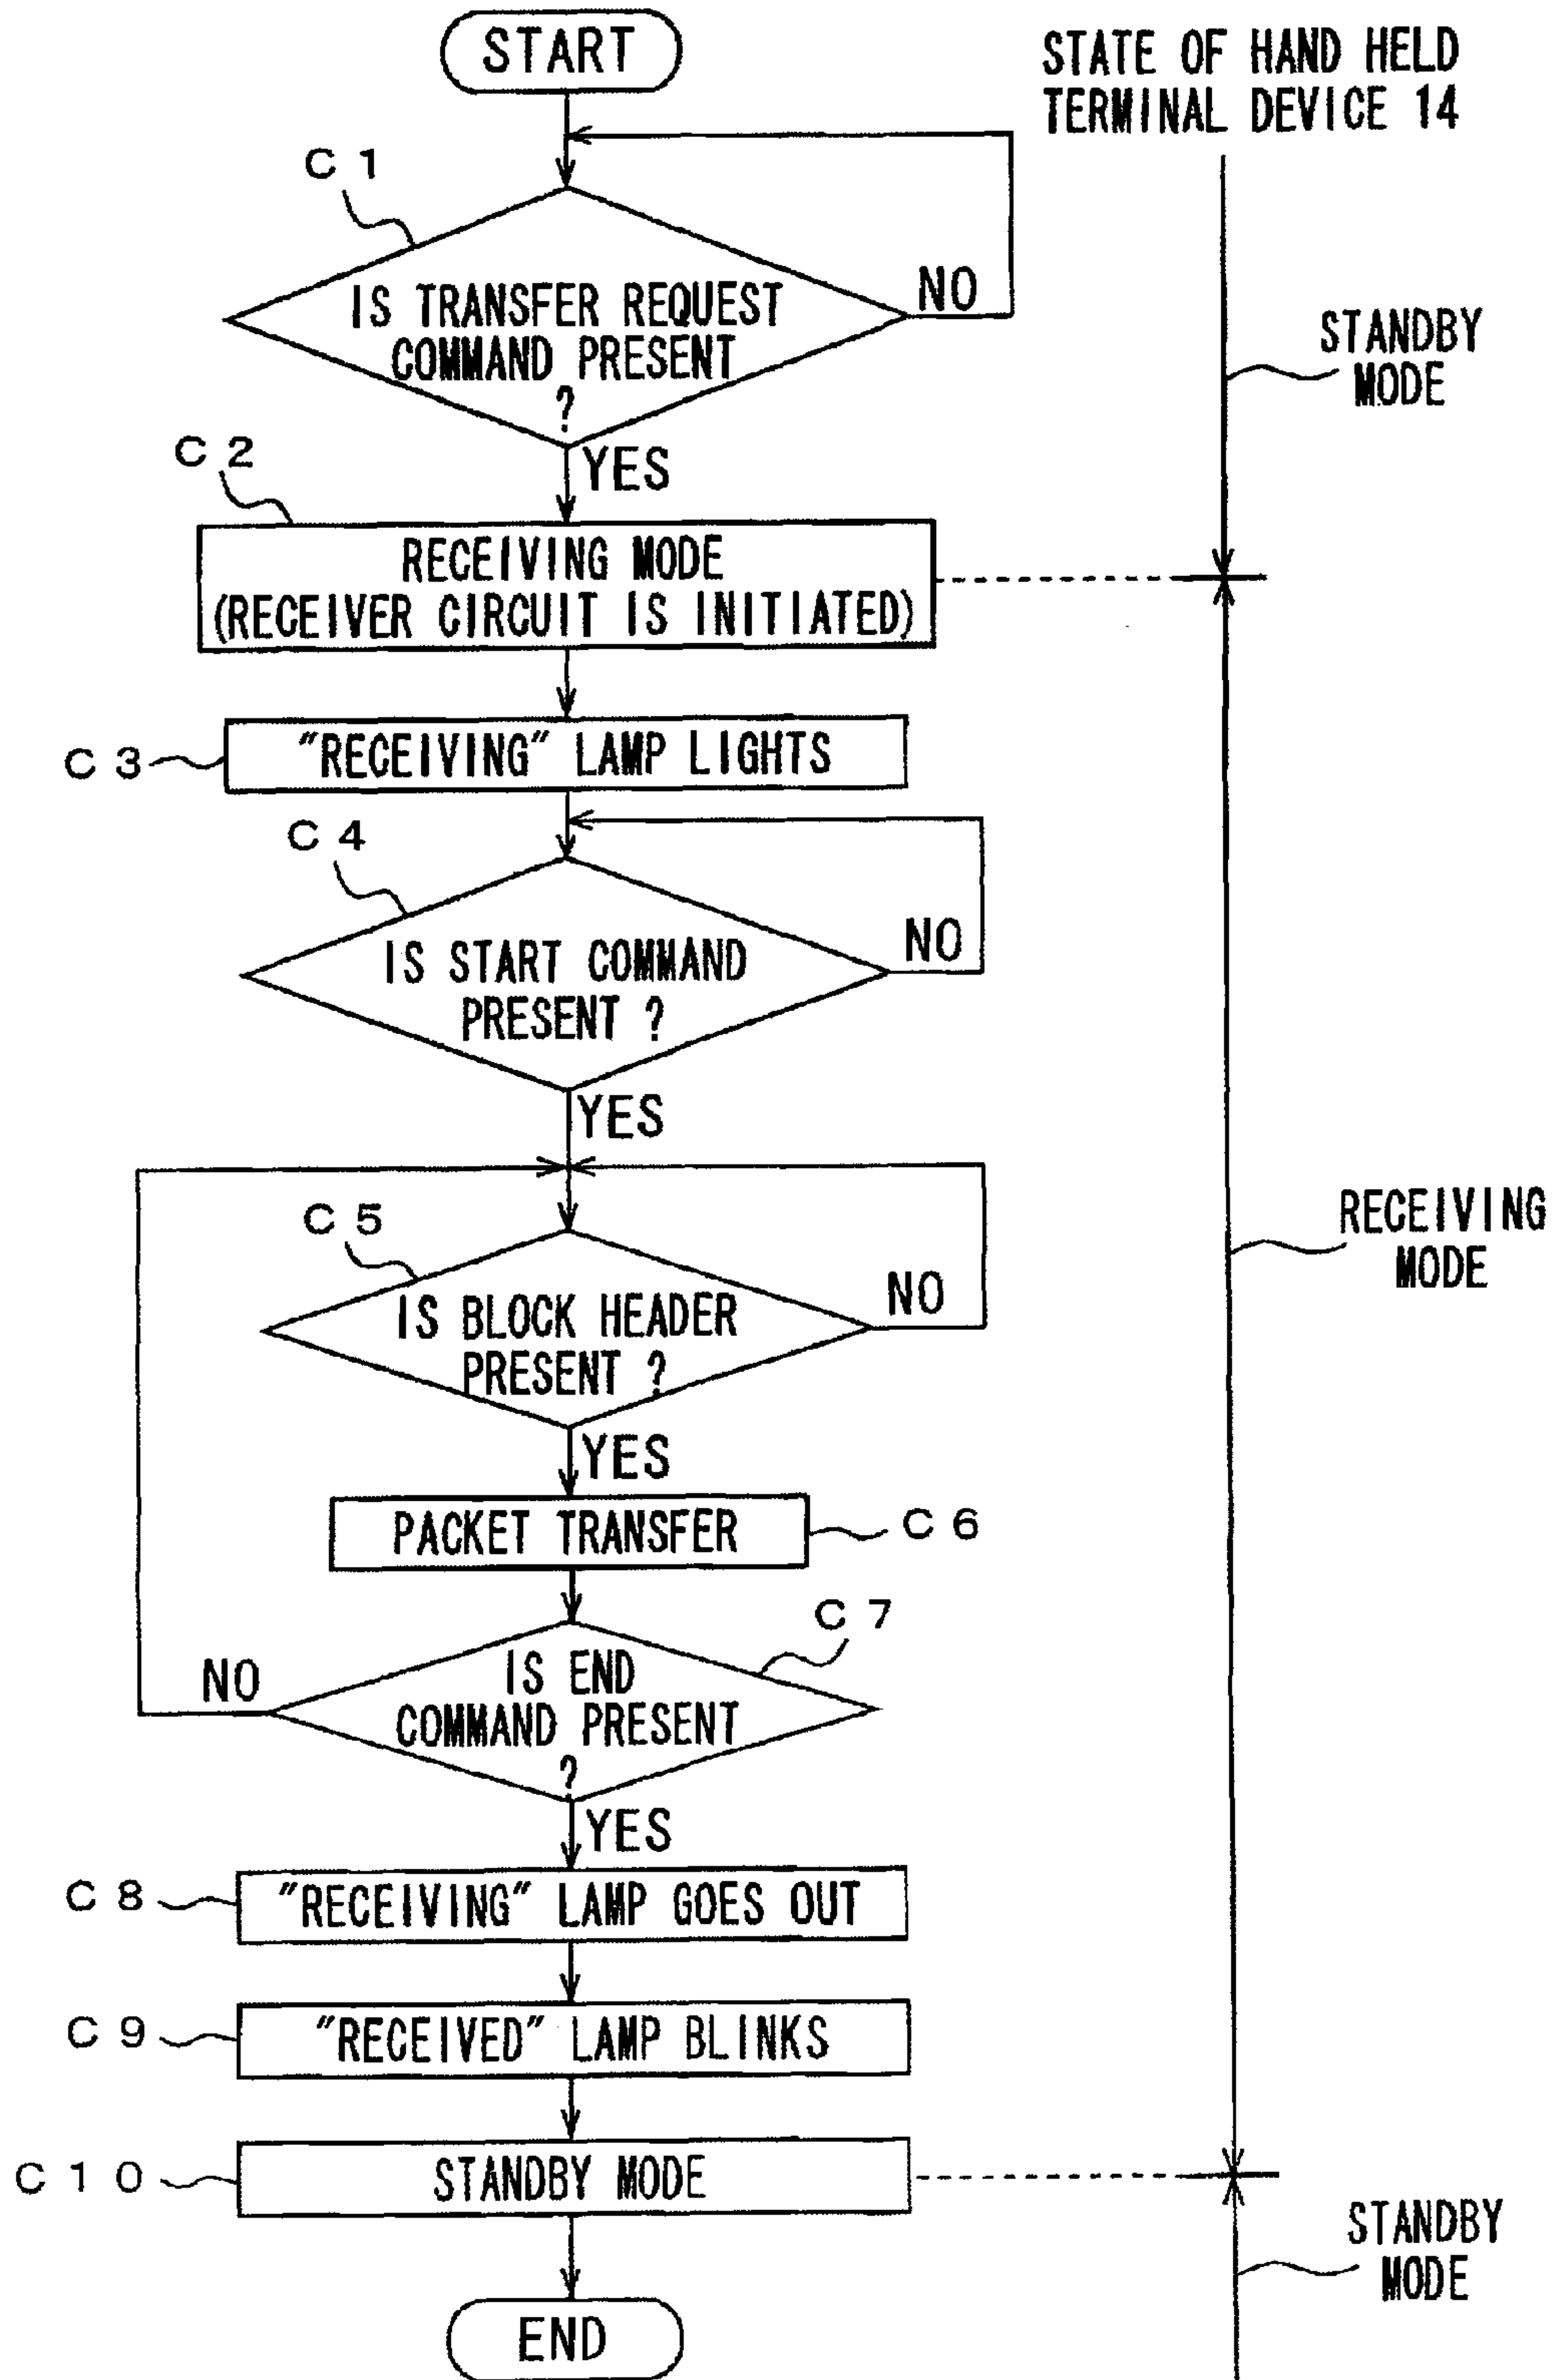 START
STATE OF HAND HELD
TERMINAL DEVICE 14
C 1
IS TRANSFER REQUEST
COMMAND PRESENT
?
NO
STANDBY
MODE
YES
C 2
RECEIVING MODE
(RECEIVER CIRCUIT IS INITIATED)
C 3
"RECEIVING" LAMP LIGHTS
C 4
IS START COMMAND
PRESENT ?
NO
YES
C 5
IS BLOCK HEADER
PRESENT ?
NO
RECEIVING
MODE
YES
PACKET TRANSFER
C 6
C 7
IS END
COMMAND PRESENT
?
NO
YES
C 8
"RECEIVING" LAMP GOES OUT
C 9
"RECEIVED" LAMP BLINKS
C 1 0
STANDBY MODE
STANDBY
MODE
END